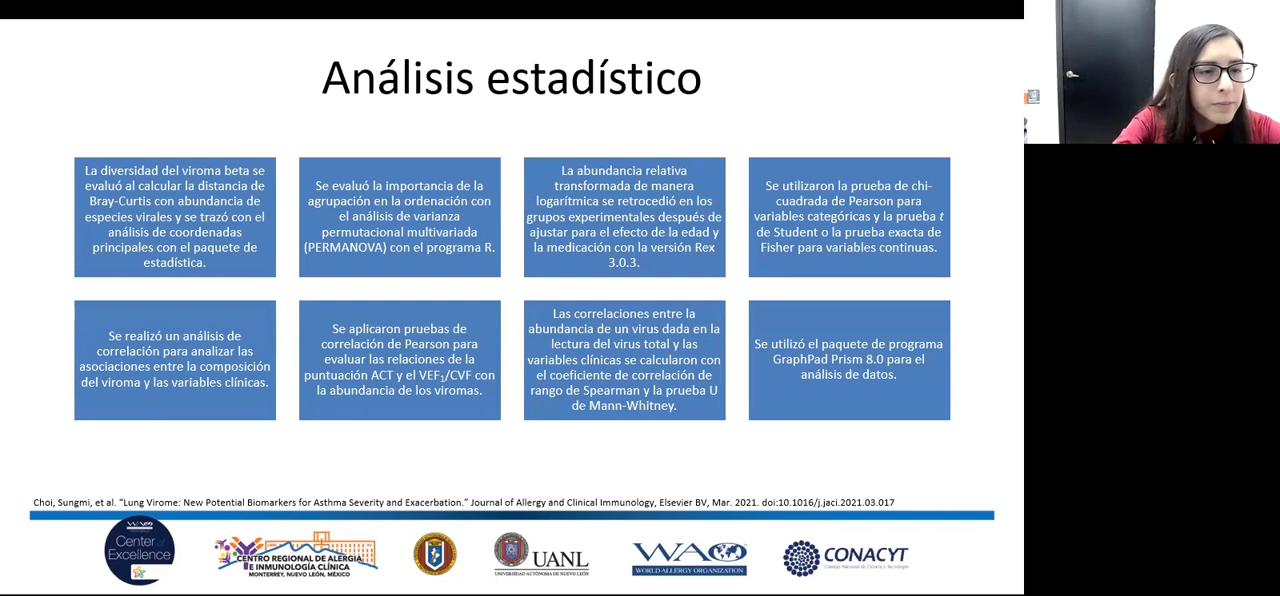 Análisis estadístico
La diversidad del viroma beta se
evaluó al calcular la distancia de
Bray-Curtis con abundancia de
especies virales y se trazó con el
análisis de coordenadas
principales con el paquete de
estadística.
Se evaluó la importancia de la
agrupación en la ordenación con
el análisis de varianza
permutacional multivariada
(PERMANOVA) con el programa R.
La abundancia relativa
transformada de manera
logarítmica se retrocedió en los
grupos experimentales después de
ajustar para el efecto de la edad y
la medicación con la versión Rex
3.0.3.
Se utilizaron la prueba de chi-
cuadrada de Pearson para
variables categóricas y la prueba t
de Student o la prueba exacta de
Fisher para variables continuas.
Se realizó un análisis de
correlación para analizar las
asociaciones entre la composición
del viroma y las variables clínicas.
Se aplicaron pruebas de
correlación de Pearson para
evaluar las relaciones de la
puntuación ACT y el VEF₁/CVF con
la abundancia de los viromas.
Las correlaciones entre la
abundancia de un virus dada en la
lectura del virus total y las
variables clínicas se calcularon con
el coeficiente de correlación de
rango de Spearman y la prueba U
de Mann-Whitney.
Se utilizó el paquete de programa
GraphPad Prism 8.0 para el
análisis de datos.
Choi, Sungmi, et al. “Lung Virome: New Potential Biomarkers for Asthma Severity and Exacerbation.” Journal of Allergy and Clinical Immunology, Elsevier BV, Mar. 2021. doi:10.1016/j.jaci.2021.03.017
WAO
Center of
Excellence
CENTRO REGIONAL DE ALERGIA
E INMUNOLOGÍA CLÍNICA
MONTERREY, NUEVO LEÓN, MÉXICO
UANL
UNIVERSIDAD AUTÓNOMA DE NUEVO LEÓN
WAO
WORLD ALLERGY ORGANIZATION
CONACYT
Consejo Nacional de Ciencia y Tecnología